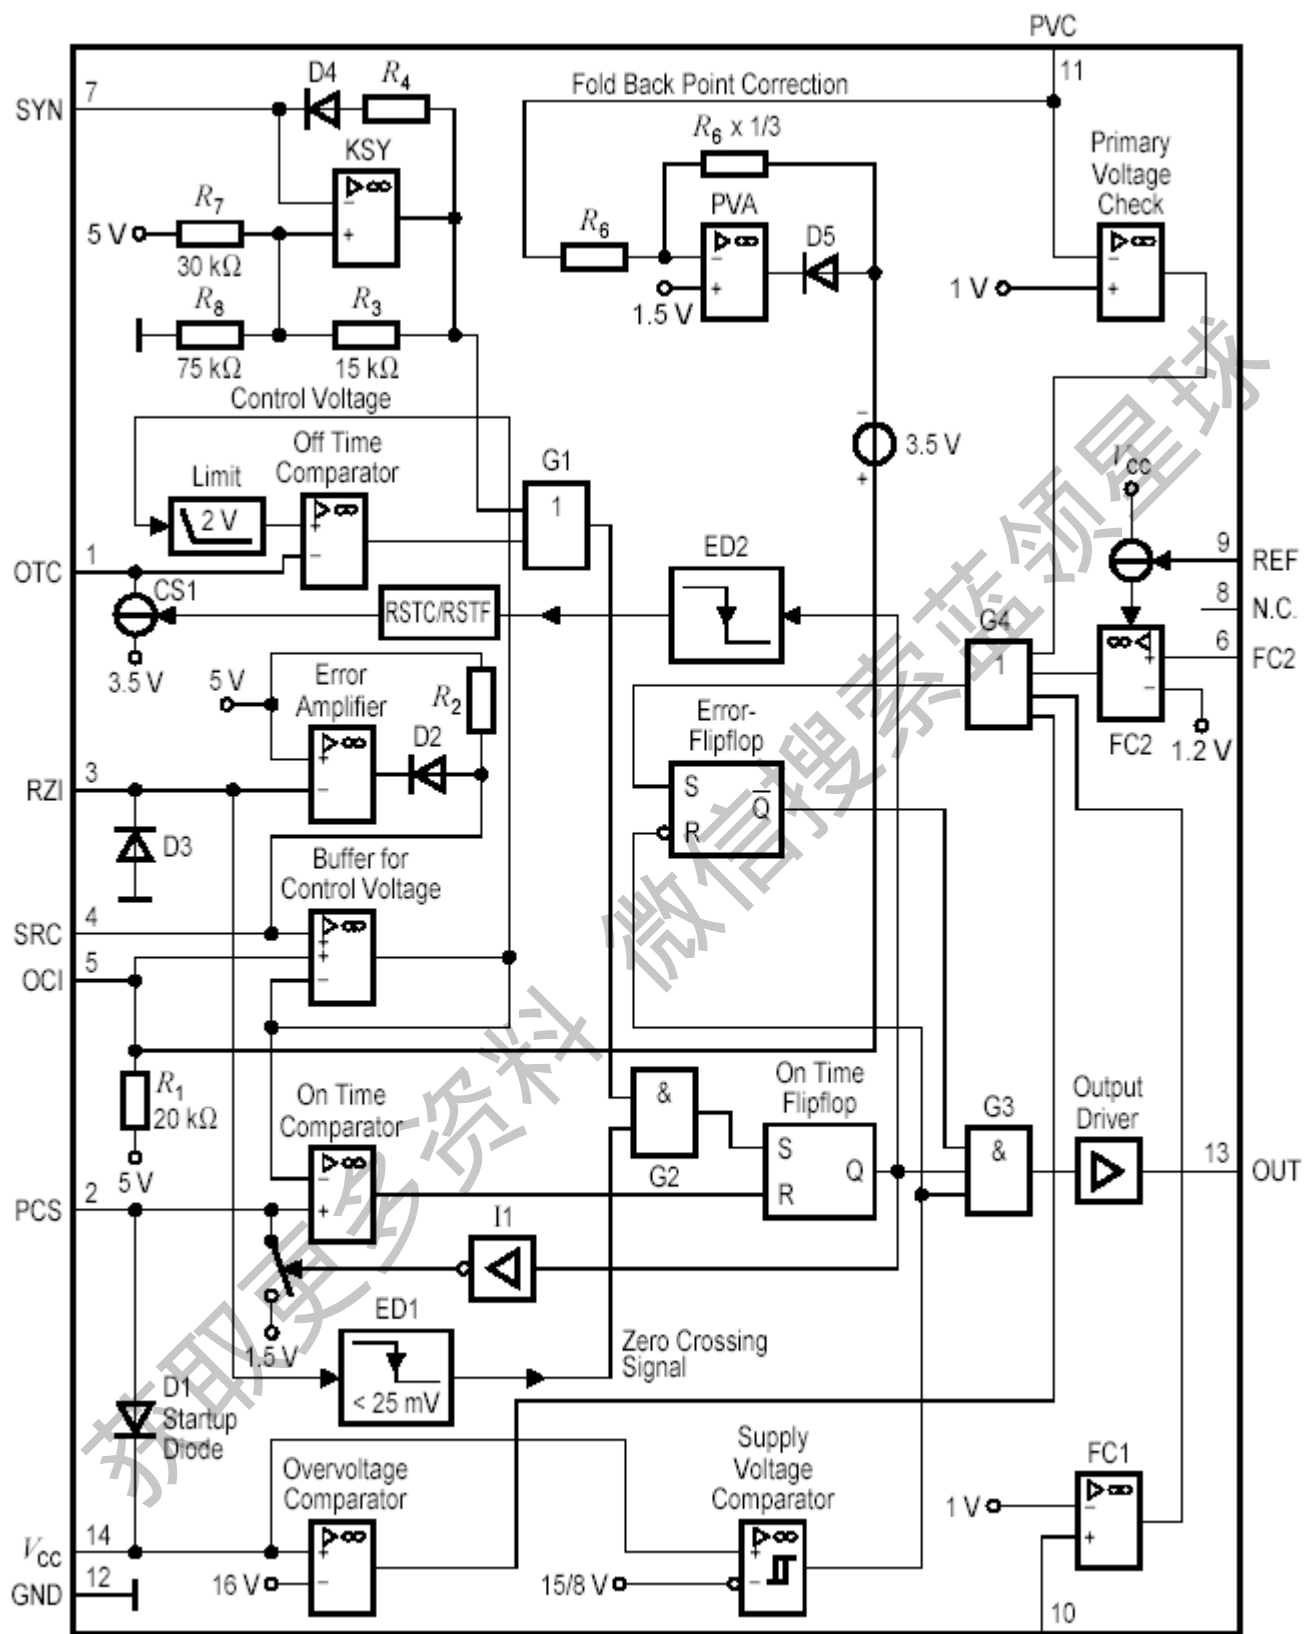 PVC
11
SYN
7
D4
R4
KSY
R7
5 V
30 kΩ
R8
75 kΩ
R3
15 kΩ
Fold Back Point Correction
R6 x 1/3
PVA
R6
D5
1.5 V
Primary
Voltage
Check
1 V
Control Voltage
Off Time
Comparator
Limit
2 V
G1
1
3.5 V
−
+
VCC
OTC
1
CS1
3.5 V
RSTC/RSTF
ED2
9
REF
8
N.C.
6
FC2
G4
1
FC2
1.2 V
5 V
Error
Amplifier
R2
D2
Error-
Flipflop
S
R
Q
RZI
3
D3
Buffer for
Control Voltage
SRC
4
OCI
5
R1
20 kΩ
5 V
On Time
Comparator
&
G2
On Time
Flipflop
S
R
Q
G3
&
Output
Driver
13
OUT
PCS
2
I1
1.5 V
ED1
< 25 mV
Zero Crossing
Signal
D1
Startup
Diode
Overvoltage
Comparator
Supply
Voltage
Comparator
FC1
1 V
VCC
14
16 V
15/8 V
GND
12
10
获取更多资料 微信搜索蓝领星球